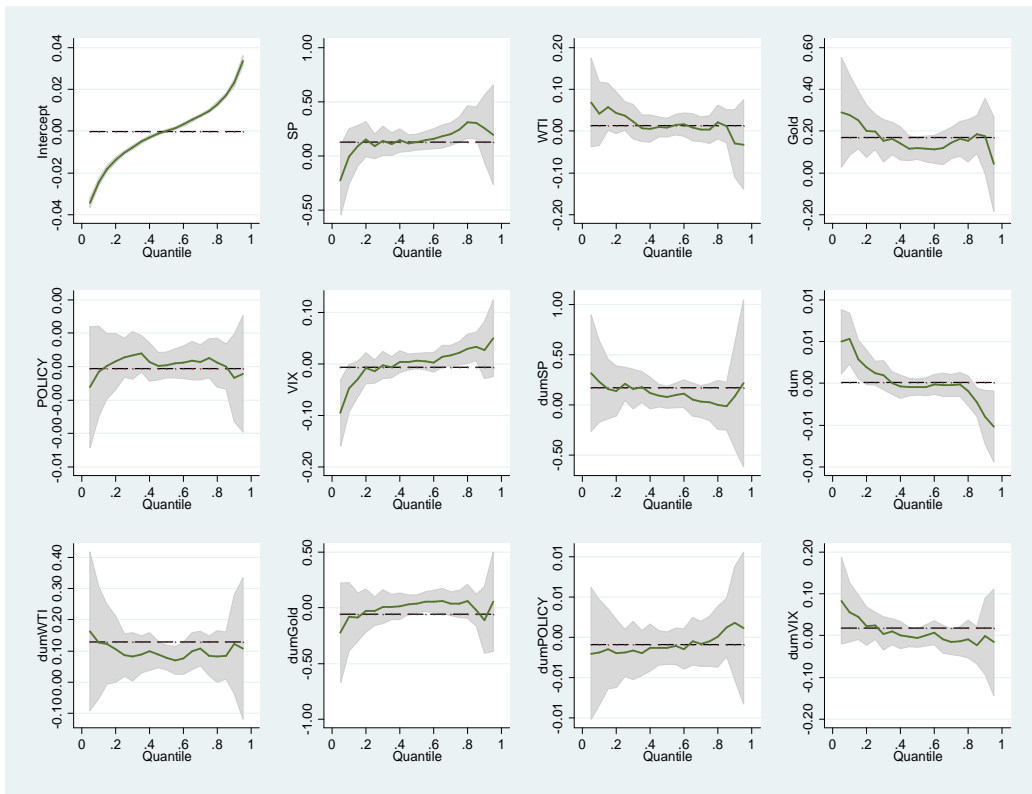 Intercept
0.04
0.02
0.00
-0.02
-0.04
0 .2 .4 .6 .8 1
Quantile
SP
1.00
0.50
0.00
-0.50
0 .2 .4 .6 .8 1
Quantile
WTI
0.20
0.10
0.00
-0.10
-0.20
0 .2 .4 .6 .8 1
Quantile
Gold
0.60
0.40
0.20
0.00
0.20
0 .2 .4 .6 .8 1
Quantile
POLICY
0.00
0.00
0.00
-0.00
-0.00
-0.01
0 .2 .4 .6 .8 1
Quantile
VIX
0.10
0.00
-0.10
-0.20
0 .2 .4 .6 .8 1
Quantile
dumSP
1.00
0.50
0.00
-0.50
0 .2 .4 .6 .8 1
Quantile
dum
0.01
0.01
0.00
-0.01
-0.01
0 .2 .4 .6 .8 1
Quantile
dumWTI
0.40
0.30
0.20
0.10
0.00
-0.10
0 .2 .4 .6 .8 1
Quantile
dumGold
0.50
0.00
-0.50
-1.00
0 .2 .4 .6 .8 1
Quantile
dumPOLICY
0.01
0.01
0.00
-0.01
-0.01
0 .2 .4 .6 .8 1
Quantile
dumVIX
0.20
0.10
0.00
-0.10
-0.20
0 .2 .4 .6 .8 1
Quantile